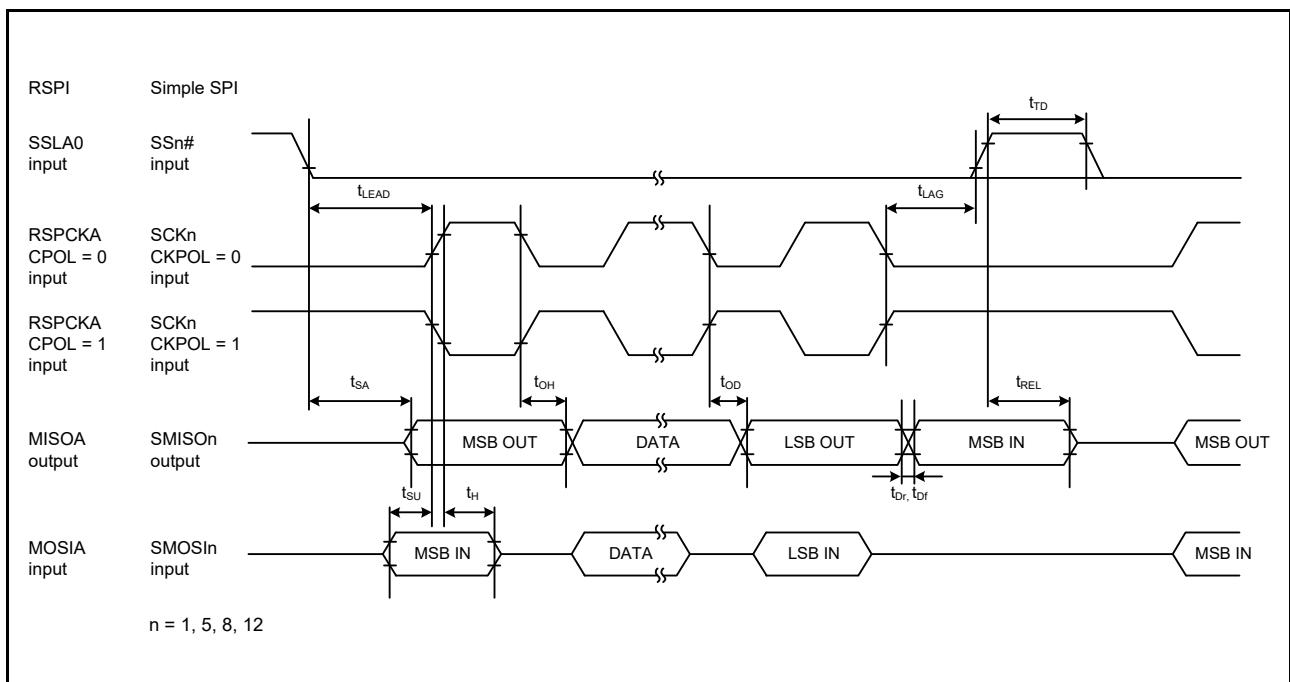 RSPI Simple SPI
tTD
SSLA0 SSn#
input input
tLEAD tLAG
RSPCKA SCKn
CPOL = 0 CKPOL = 0
input input
RSPCKA SCKn
CPOL = 1 CKPOL = 1
input input
tSA tOH tOD tREL
MISOA SMISOn
output output
MSB OUT DATA LSB OUT MSB IN MSB OUT
tSU tH tDr, tDf
MOSIA SMOSIn
input input
MSB IN DATA LSB IN MSB IN
n = 1, 5, 8, 12